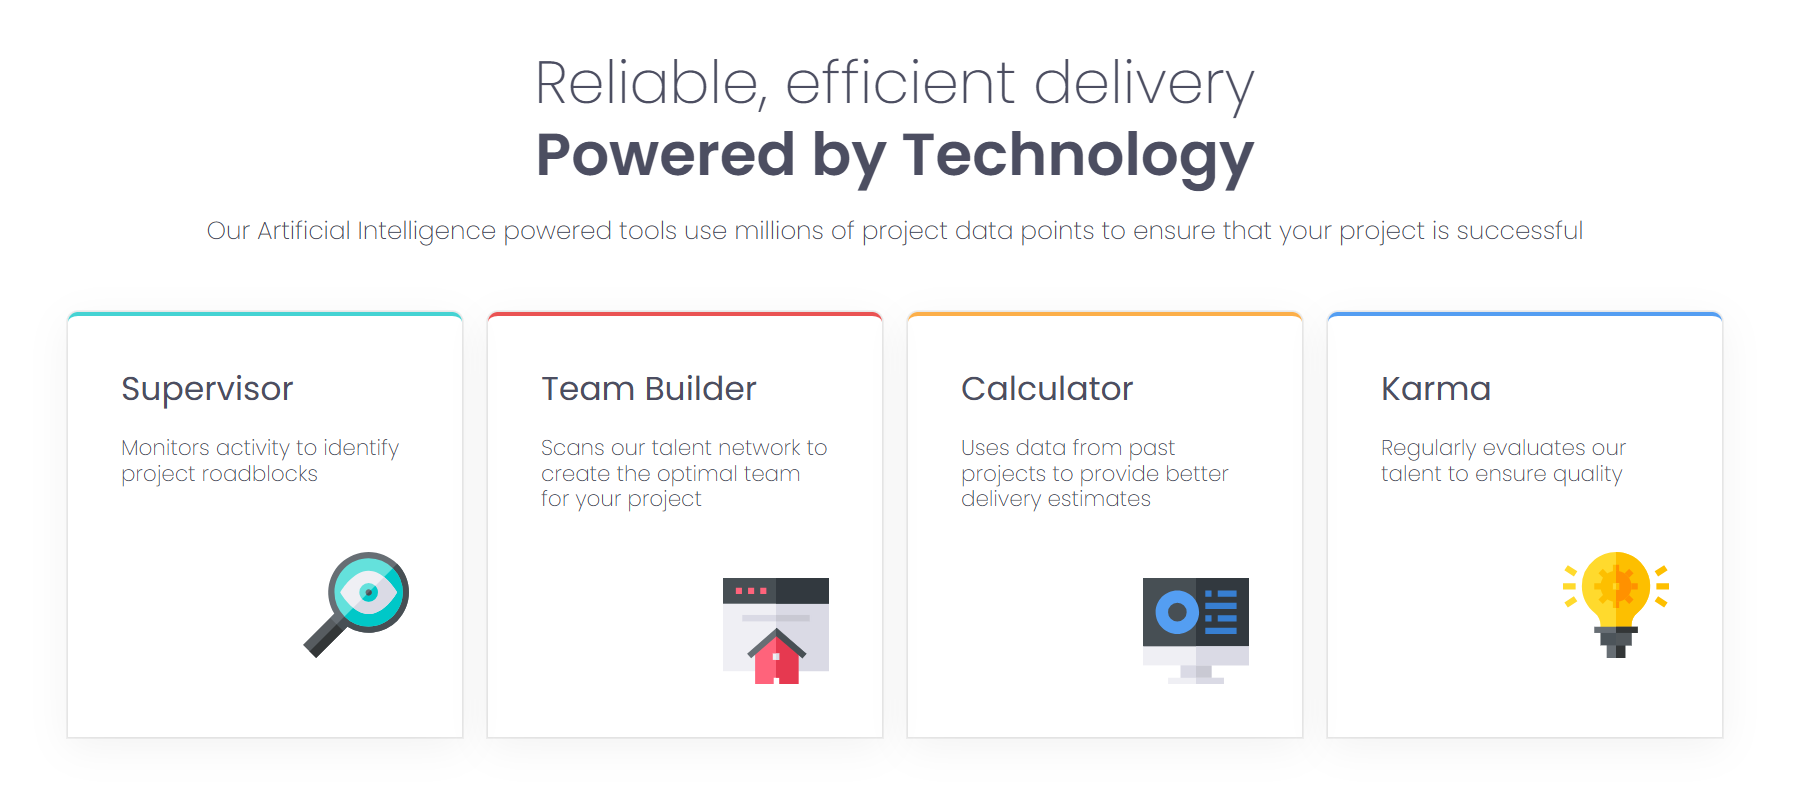 Reliable, efficient delivery
Powered by Technology
Our Artificial Intelligence powered tools use millions of project data points to ensure that your project is successful
Supervisor
Monitors activity to identify
project roadblocks
Team Builder
Scans our talent network to
create the optimal team
for your project
Calculator
Uses data from past
projects to provide better
delivery estimates
Karma
Regularly evaluates our
talent to ensure quality